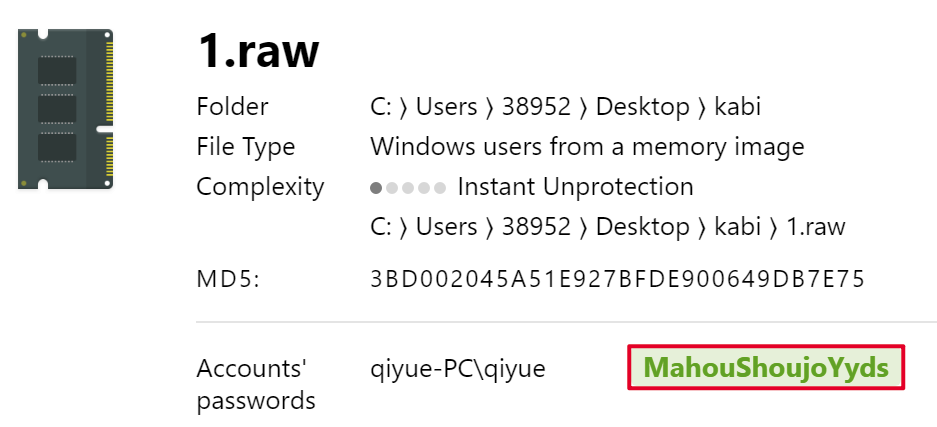 1.raw
Folder C: 〉 Users 〉 38952 〉 Desktop 〉 kabi
File Type Windows users from a memory image
Complexity Instant Unprotection
C: 〉 Users 〉 38952 〉 Desktop 〉 kabi 〉 1.raw
MD5: 3BD002045A51E927BFDE900649DB7E75
Accounts' qiyue-PC\qiyue MahouShoujoYyds
passwords